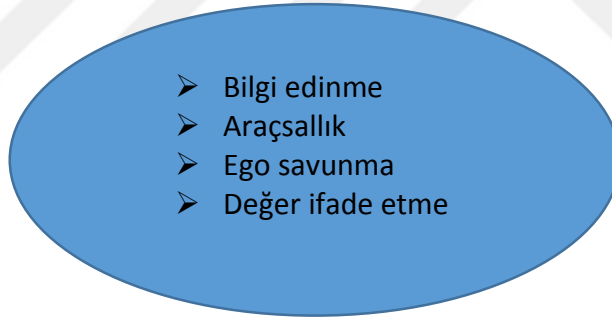 ➢ Bilgi edinme
➢ Araçsallık
➢ Ego savunma
➢ Değer ifade etme